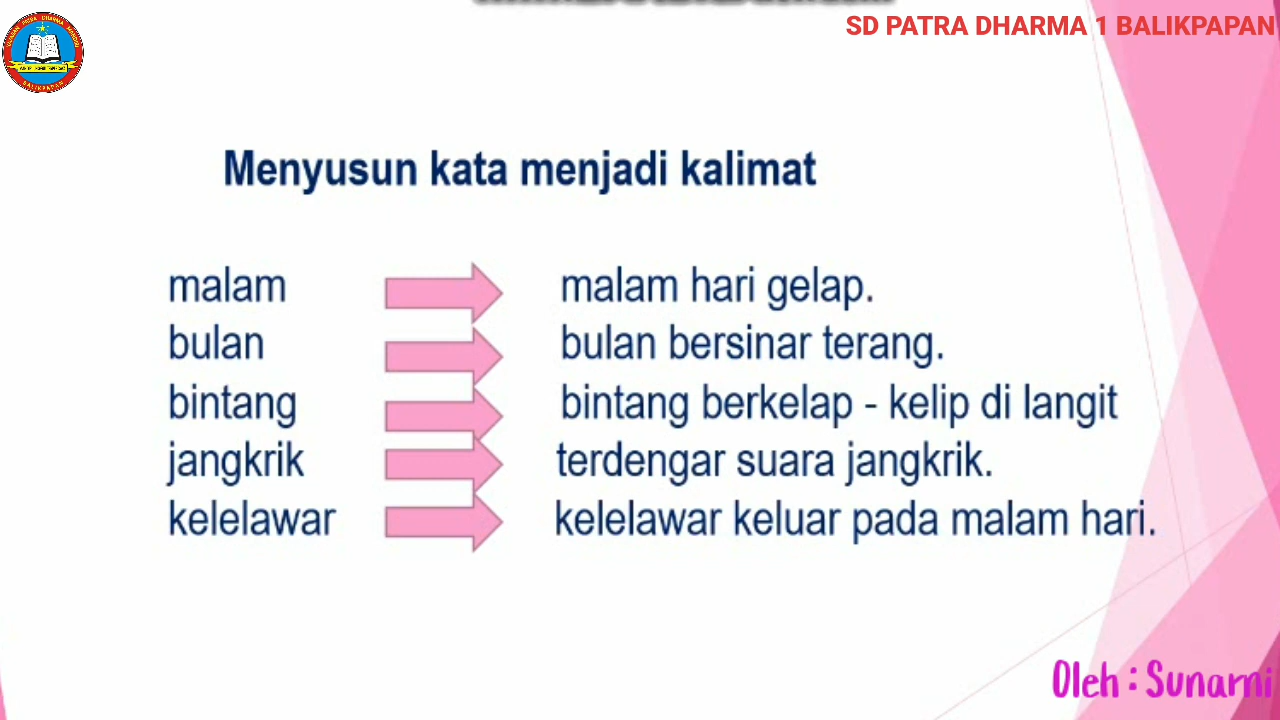 SD PATRA DHARMA 1 BALIKPAPAN
BALIKPAPAN
Menyusun kata menjadi kalimat
malam malam hari gelap.
bulan bulan bersinar terang.
bintang bintang berkelap - kelip di langit
jangkrik terdengar suara jangkrik.
kelelawar kelelawar keluar pada malam hari.
Oleh : Sunarni